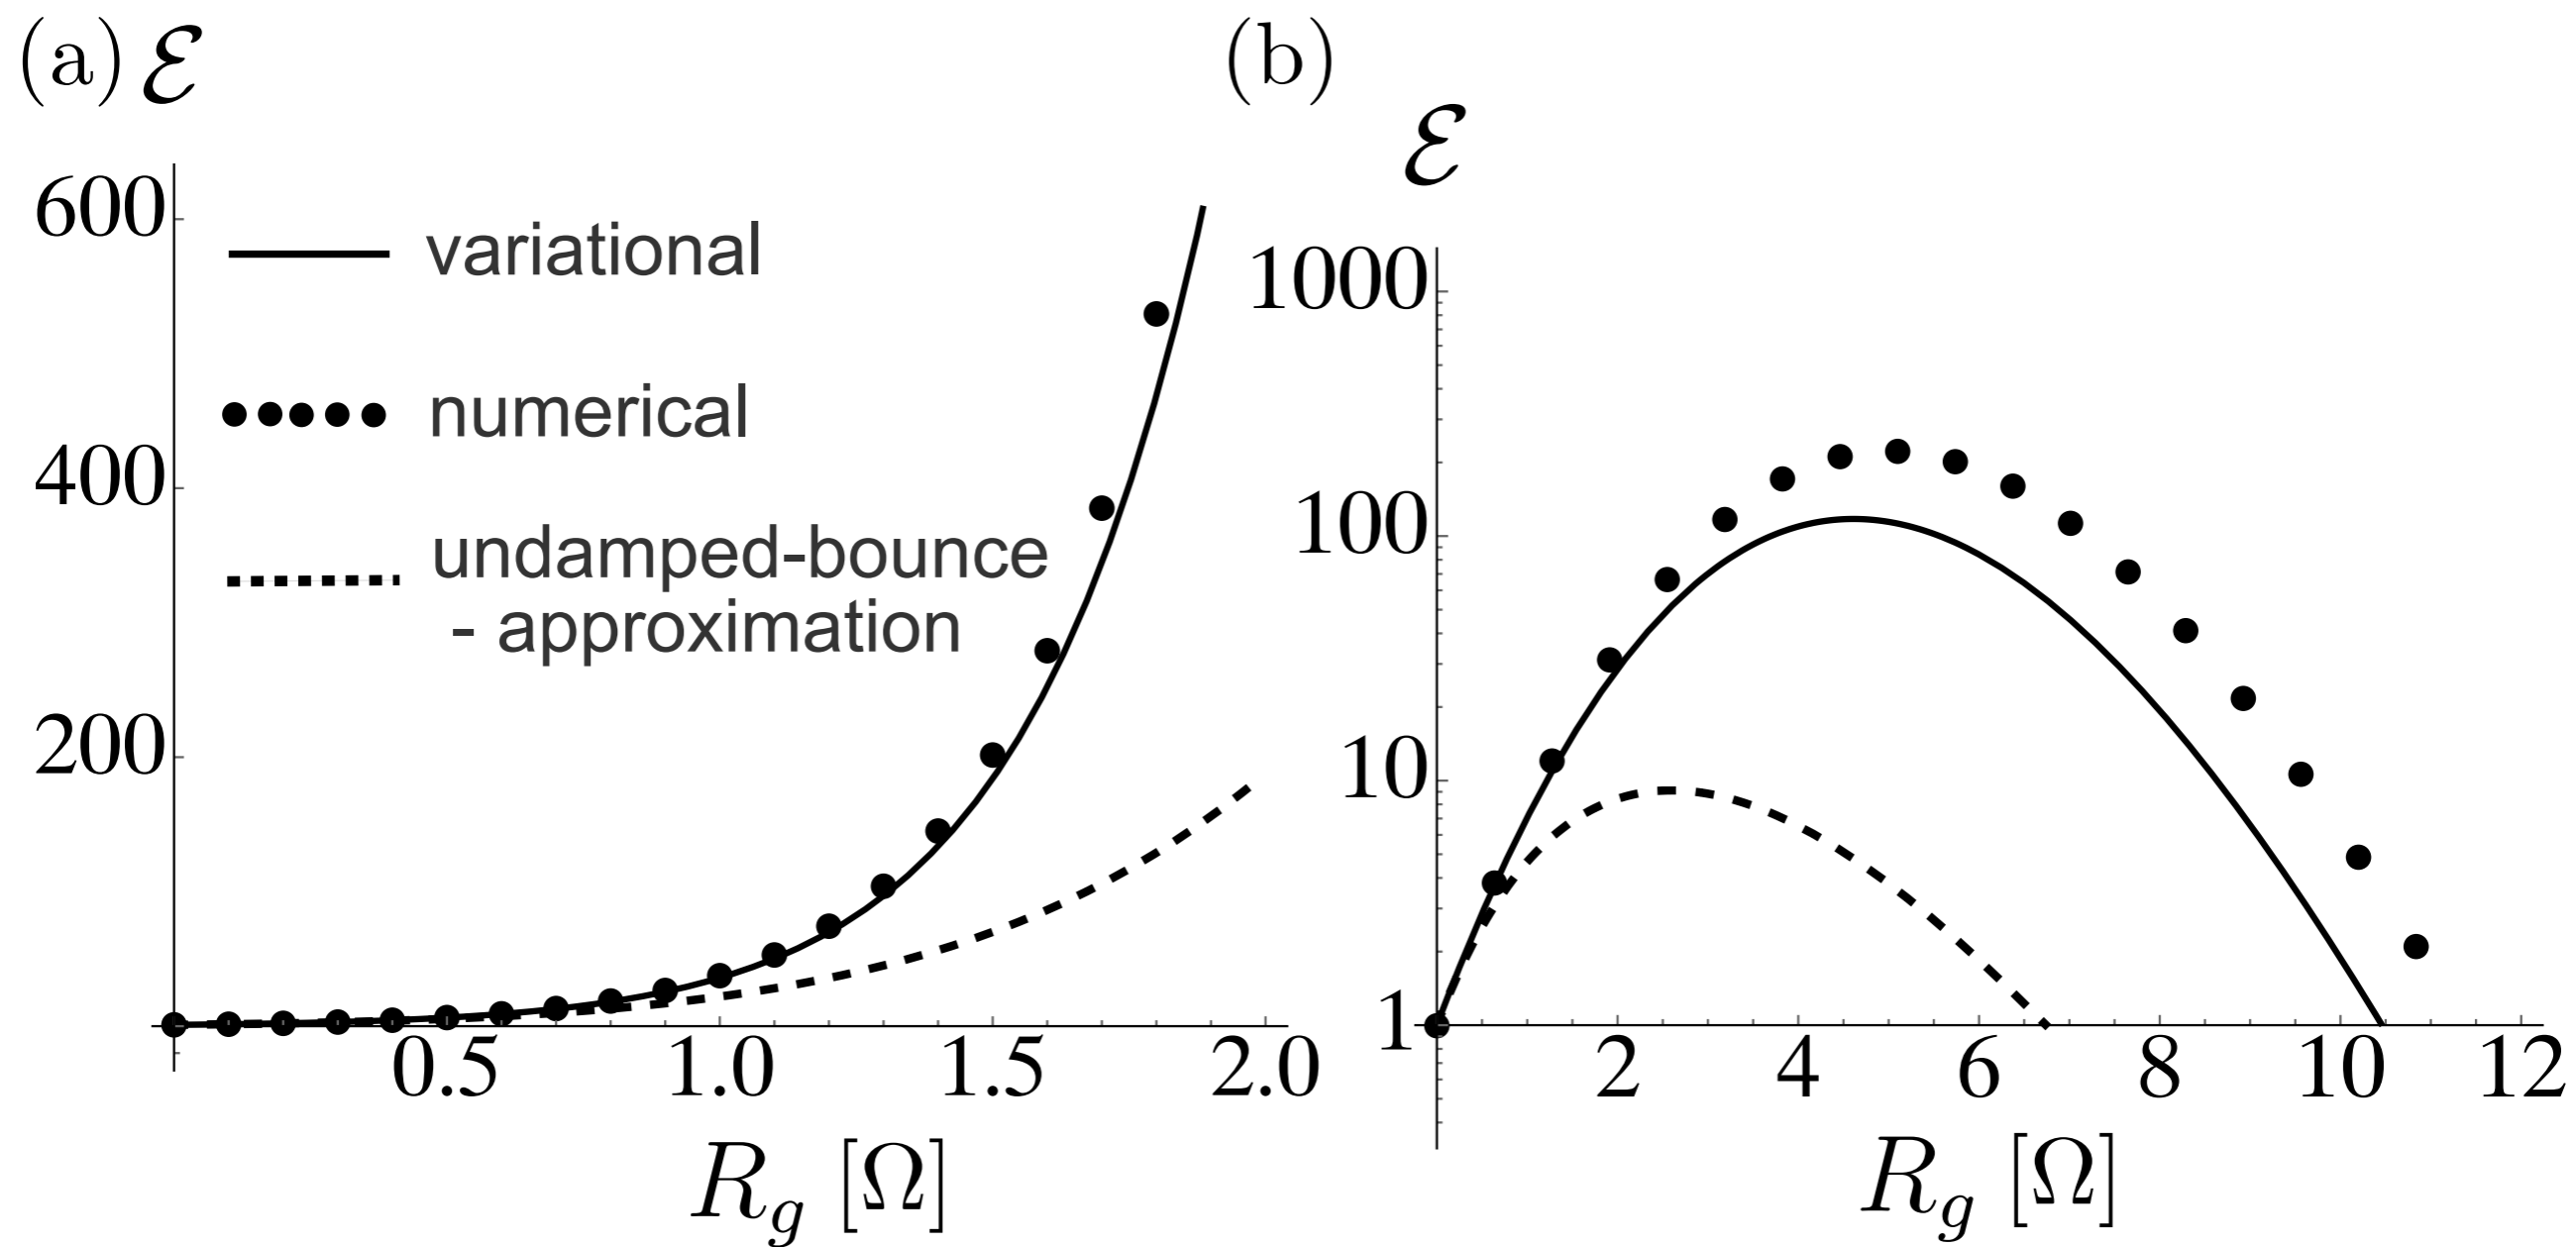 (a) ℰ
600
400
200
variational
numerical
undamped-bounce
- approximation
0.5 1.0 1.5 2.0
R_g [Ω]
(b)
ℰ
1000
100
10
1
2 4 6 8 10 12
R_g [Ω]